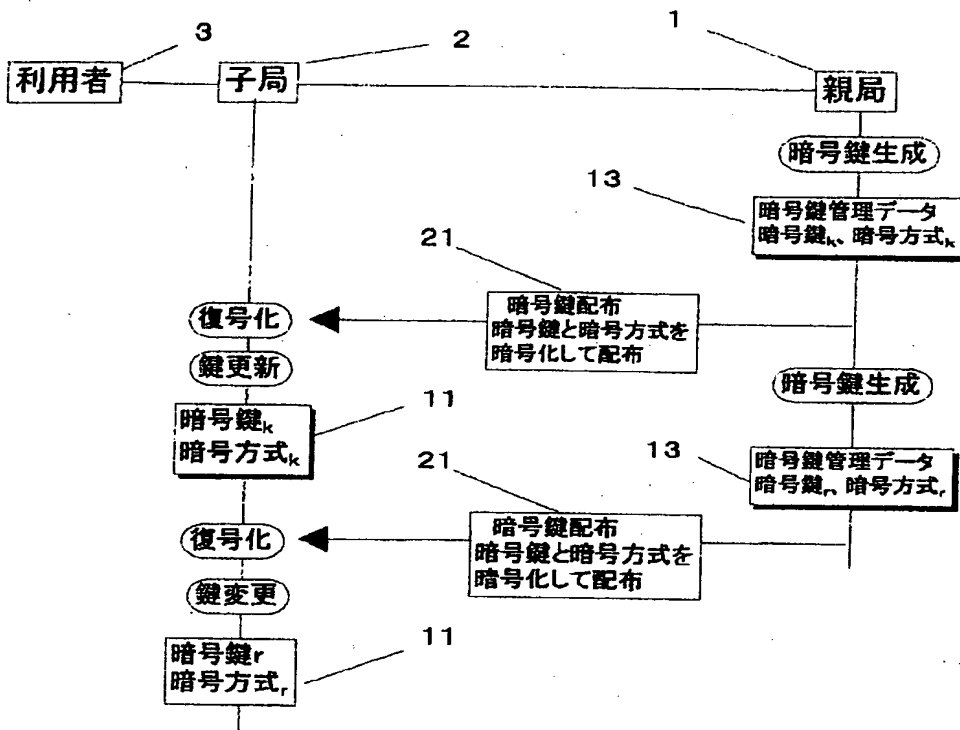 3
2
1
利用者
子局
親局
暗号鍵生成
13
暗号鍵管理データ
暗号鍵k、暗号方式k
21
暗号鍵配布
暗号鍵と暗号方式を
暗号化して配布
復号化
鍵更新
暗号鍵生成
11
暗号鍵k
暗号方式k
13
暗号鍵管理データ
暗号鍵r、暗号方式r
21
暗号鍵配布
暗号鍵と暗号方式を
暗号化して配布
復号化
鍵変更
11
暗号鍵r
暗号方式r